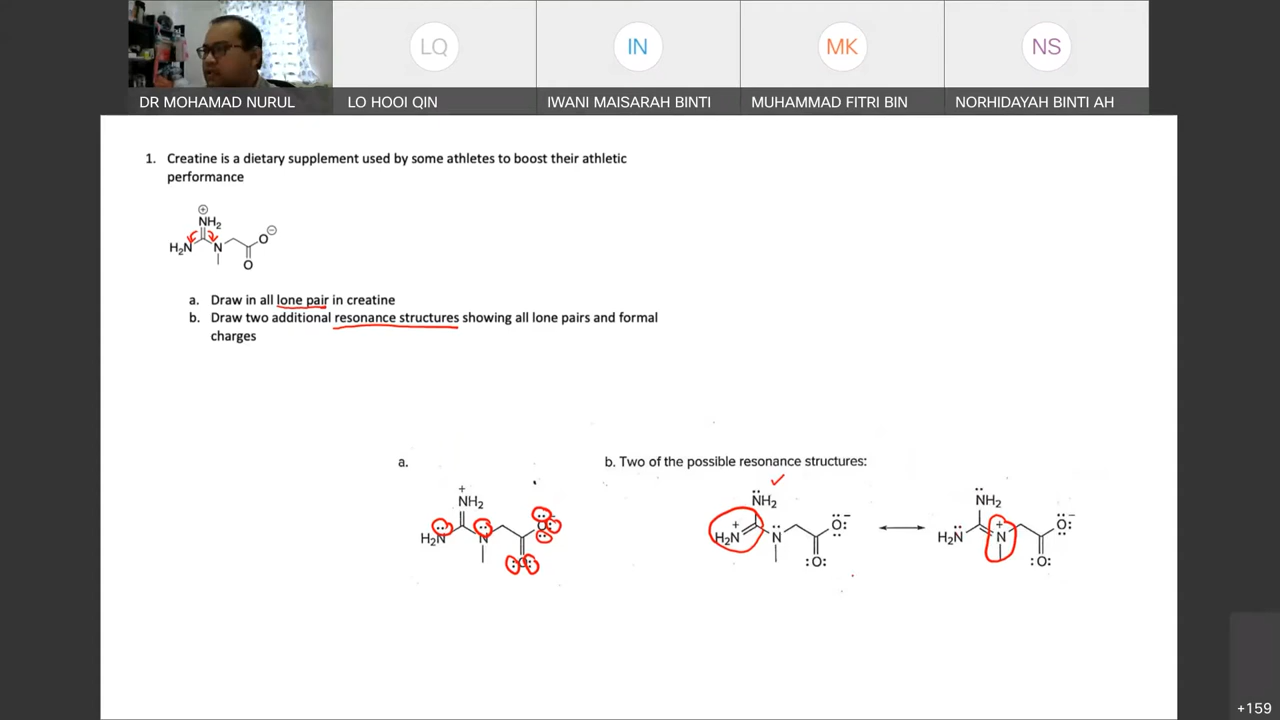 LQ
IN
MK
NS
DR MOHAMAD NURUL
LO HOOI QIN
IWANI MAISARAH BINTI
MUHAMMAD FITRI BIN
NORHIDAYAH BINTI AH
1. Creatine is a dietary supplement used by some athletes to boost their athletic
performance
⊕
NH₂
H₂N
N
O⊖
O
a. Draw in all lone pair in creatine
b. Draw two additional resonance structures showing all lone pairs and formal
charges
a.
b. Two of the possible resonance structures:
+
NH₂
H₂N
N
:O:
:O:
NH₂
+
H₂N
N
:O: −
:O:
NH₂
H₂N
+
N
:O: −
:O:
+159